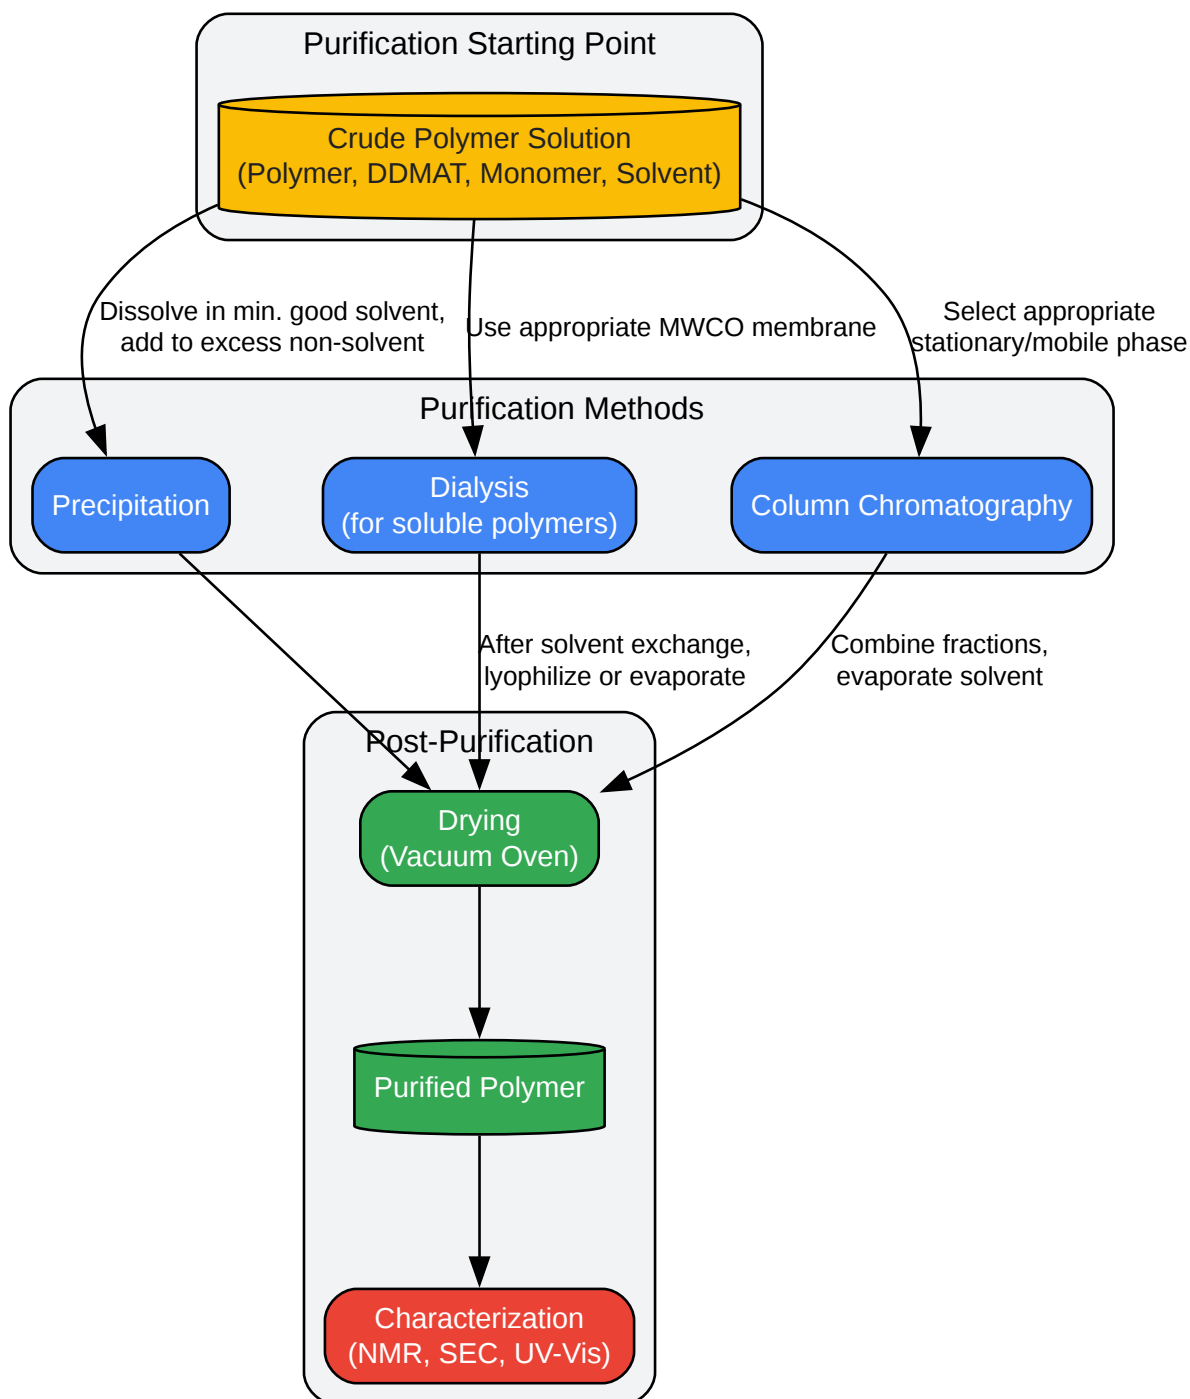 Purification Starting Point
Crude Polymer Solution
(Polymer, DDMAT, Monomer, Solvent)
Dissolve in min. good solvent,
add to excess non-solvent
Use appropriate MWCO membrane
Select appropriate
stationary/mobile phase
Purification Methods
Precipitation
Dialysis
(for soluble polymers)
Column Chromatography
After solvent exchange,
lyophilize or evaporate
Combine fractions,
evaporate solvent
Post-Purification
Drying
(Vacuum Oven)
Purified Polymer
Characterization
(NMR, SEC, UV-Vis)